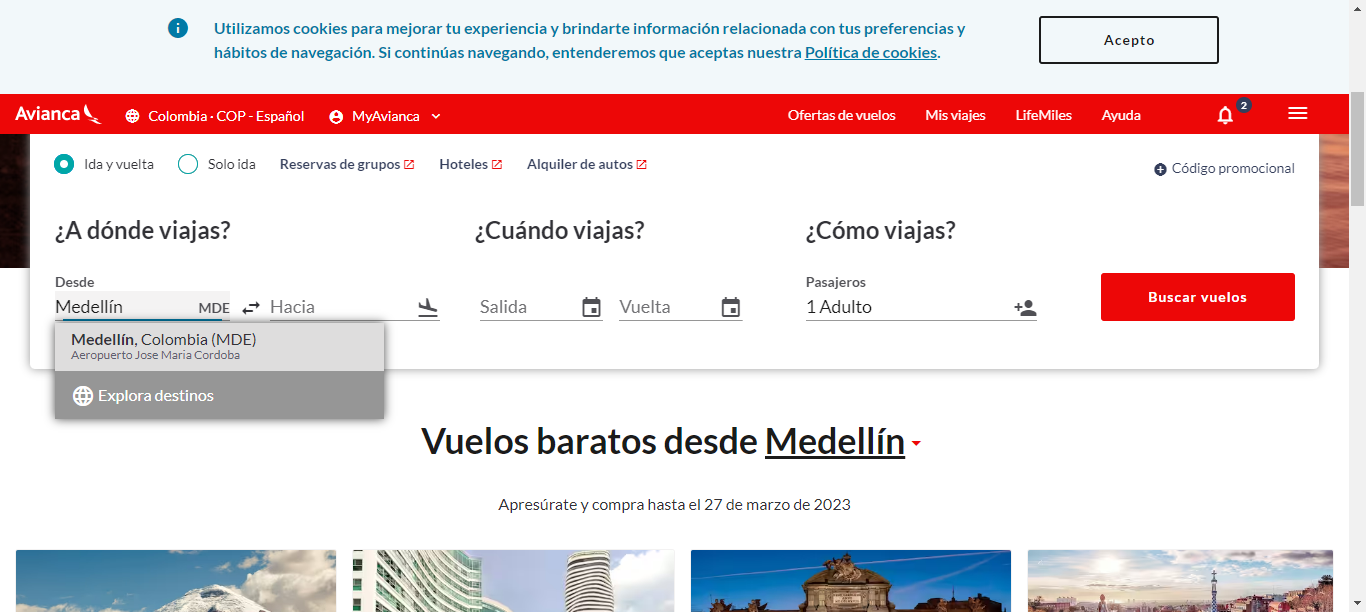 Utilizamos cookies para mejorar tu experiencia y brindarte información relacionada con tus preferencias y
hábitos de navegación. Si continúas navegando, entenderemos que aceptas nuestra Política de cookies.
Acepto
Avianca
Colombia · COP - Español
MyAvianca
Ofertas de vuelos
Mis viajes
LifeMiles
Ayuda
2
Ida y vuelta
Solo ida
Reservas de grupos
Hoteles
Alquiler de autos
Código promocional
¿A dónde viajas?
¿Cuándo viajas?
¿Cómo viajas?
Desde
Medellín MDE
Hacia
Salida
Vuelta
Pasajeros
1 Adulto
Buscar vuelos
Medellín, Colombia (MDE)
Aeropuerto Jose Maria Cordoba
Explora destinos
Vuelos baratos desde Medellín
Apresúrate y compra hasta el 27 de marzo de 2023